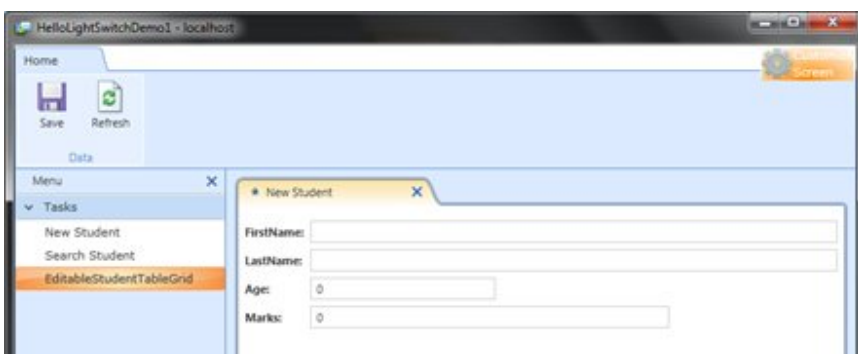 HelloLightSwitchDemo1 - localhost
Home
Screen
Save Refresh
Data
Menu
Tasks
New Student
Search Student
EditableStudentTableGrid
* New Student
FirstName:
LastName:
Age: 0
Marks: 0